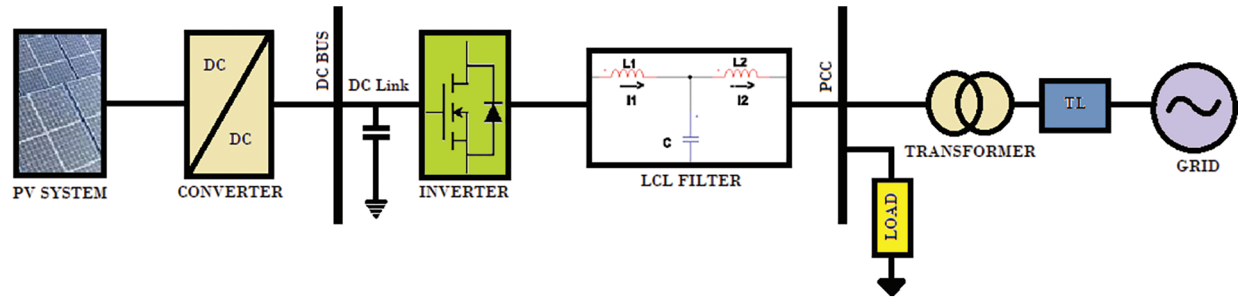 PV SYSTEM
DC
DC
CONVERTER
DC BUS
DC Link
INVERTER
L1
I1
L2
I2
C
LCL FILTER
PCC
LOAD
TRANSFORMER
TL
GRID